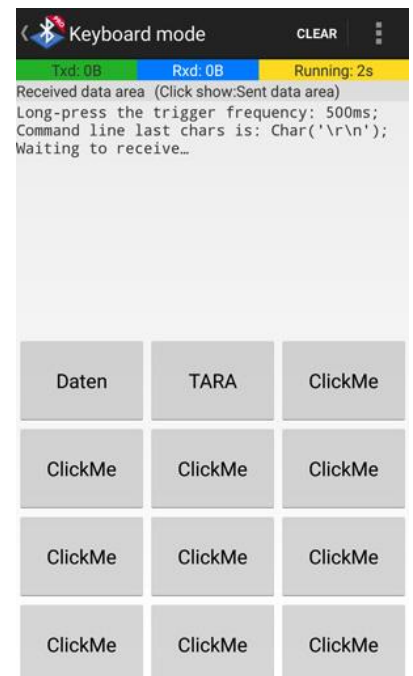 PRO
Keyboard mode CLEAR
Txd: 0B Rxd: 0B Running: 2s
Received data area (Click show:Sent data area)
Long-press the trigger frequency: 500ms;
Command line last chars is: Char('\r\n');
Waiting to receive…
Daten TARA ClickMe
ClickMe ClickMe ClickMe
ClickMe ClickMe ClickMe
ClickMe ClickMe ClickMe